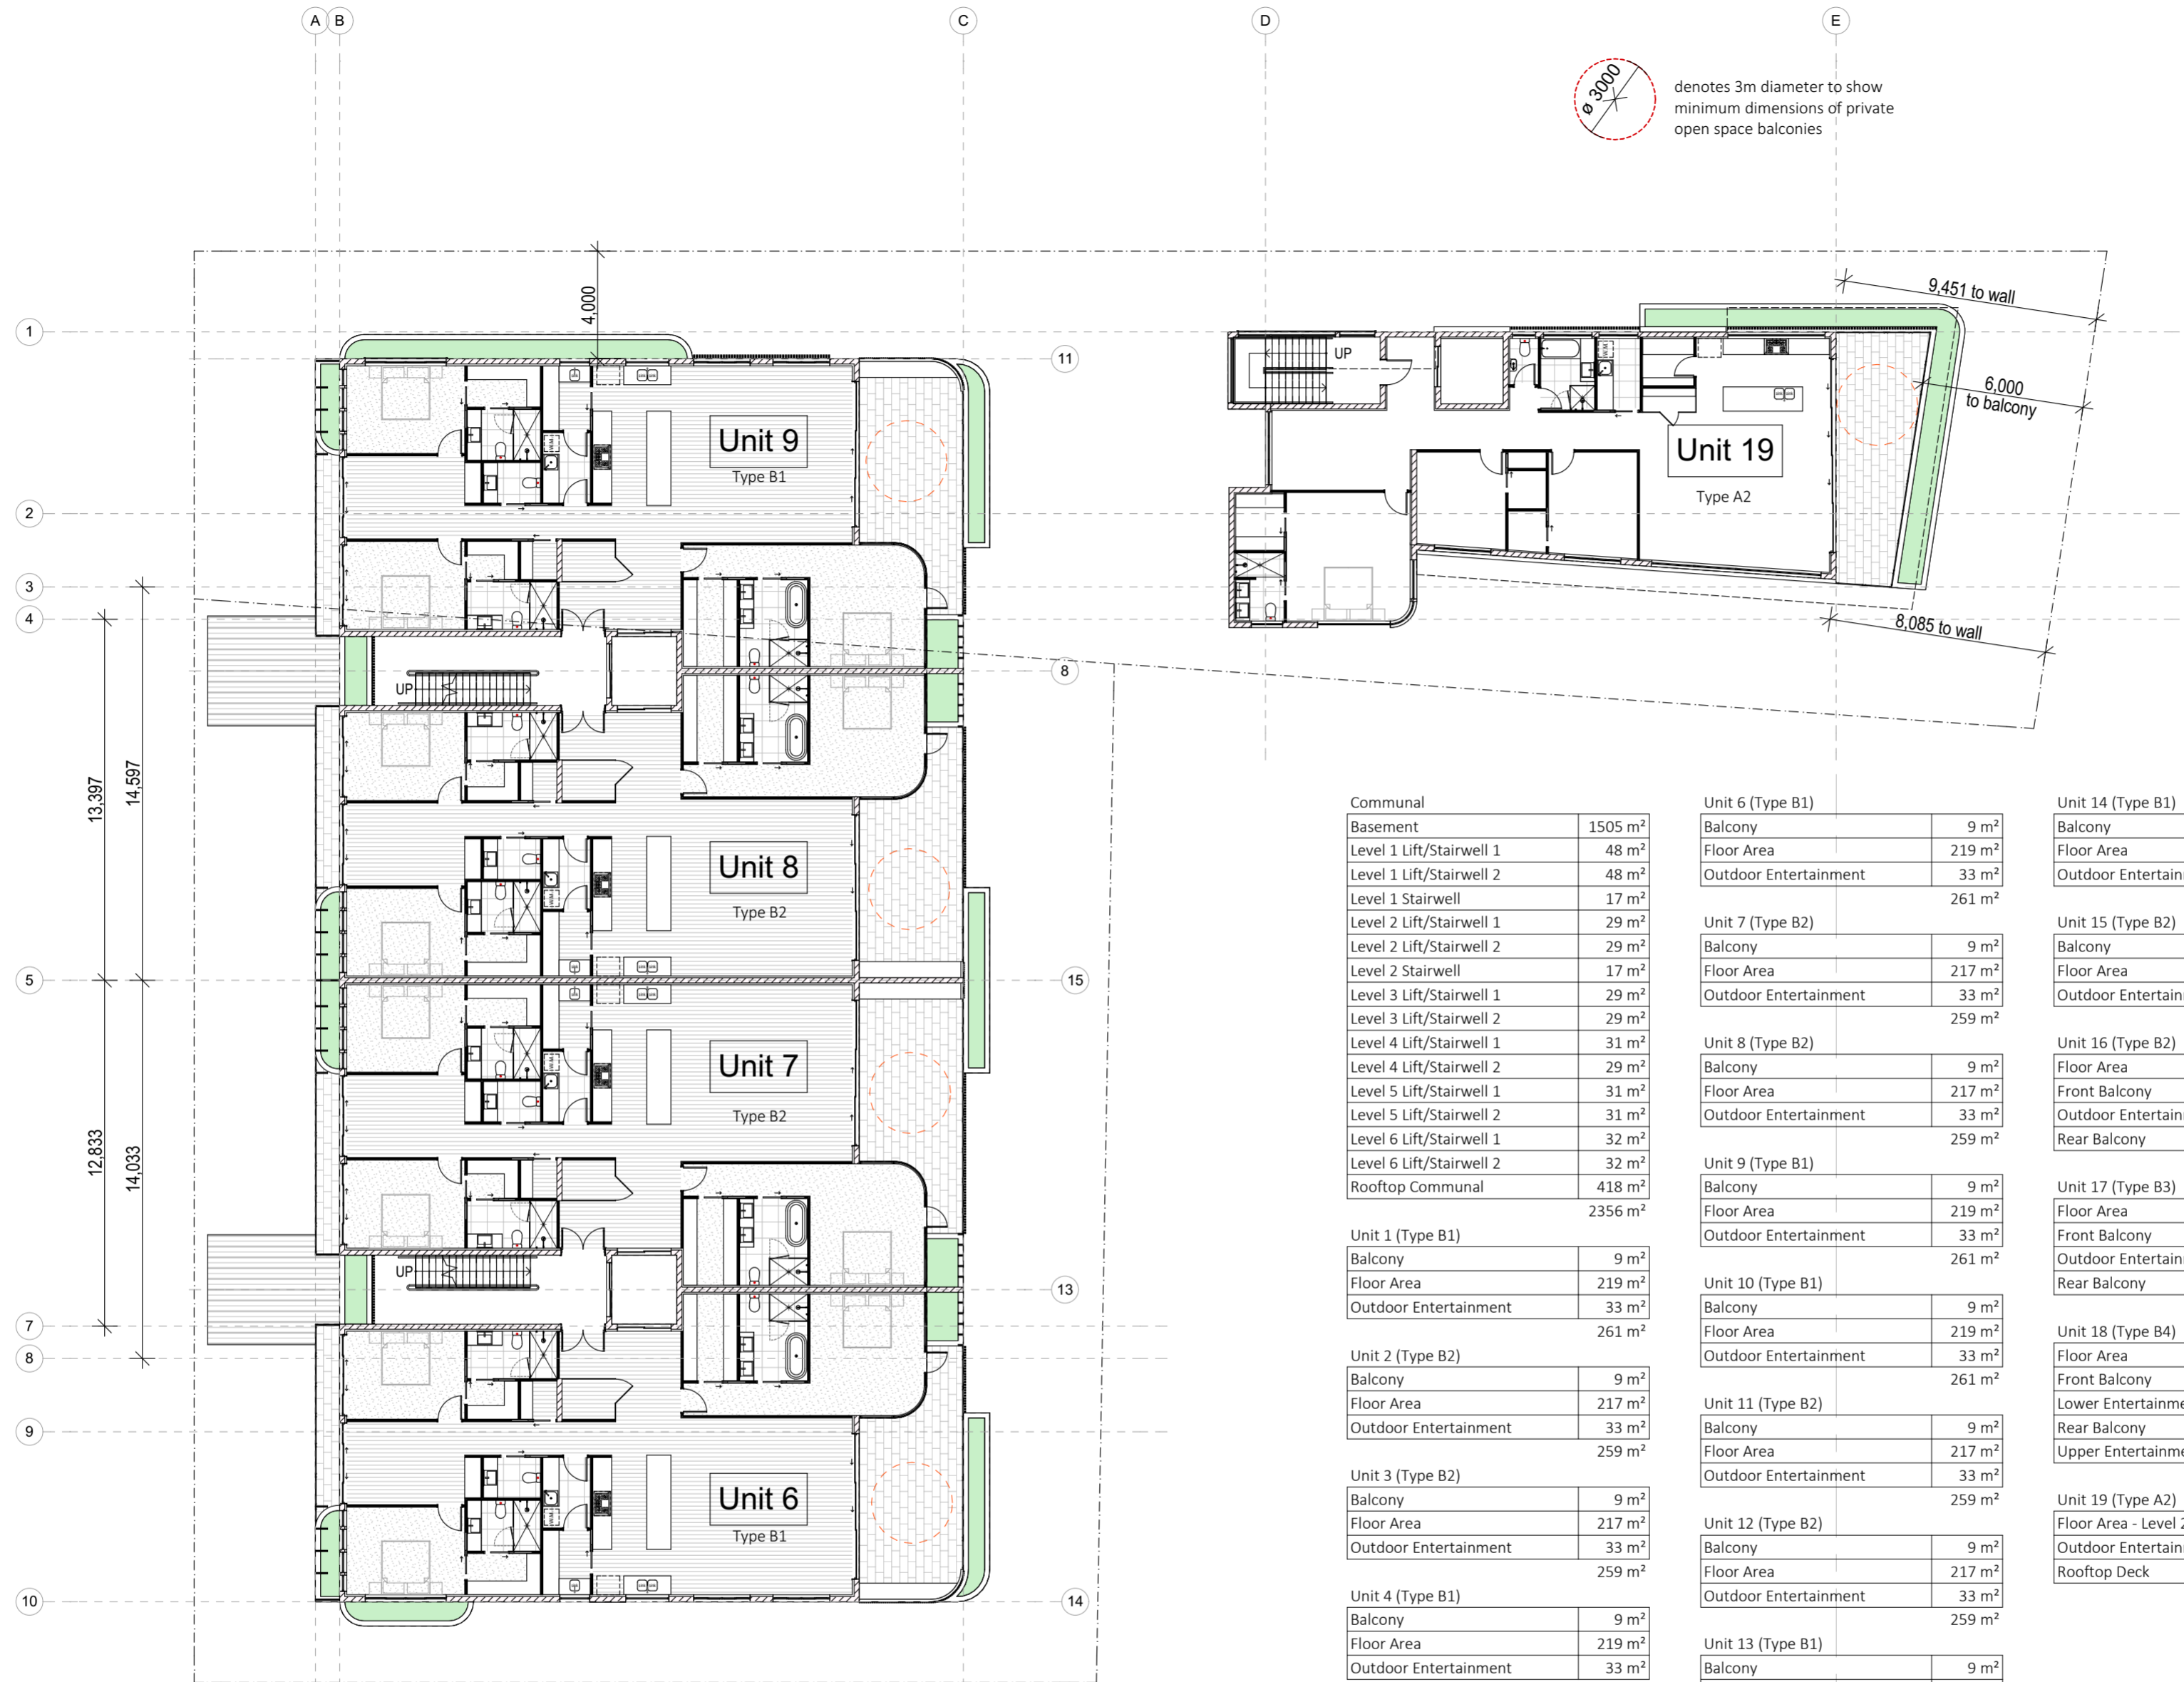 A
B
C
D
E
ø 3000
denotes 3m diameter to show
minimum dimensions of private
open space balconies
4,000
9,451 to wall
6,000
to balcony
8,085 to wall
1
2
3
4
5
7
8
9
10
11
8
15
13
14
13,397
14,597
12,833
14,033
Unit 9
Type B1
UP
Unit 8
Type B2
Unit 7
Type B2
UP
Unit 6
Type B1
UP
Unit 19
Type A2
Communal
Basement 1505 m²
Level 1 Lift/Stairwell 1 48 m²
Level 1 Lift/Stairwell 2 48 m²
Level 1 Stairwell 17 m²
Level 2 Lift/Stairwell 1 29 m²
Level 2 Lift/Stairwell 2 29 m²
Level 2 Stairwell 17 m²
Level 3 Lift/Stairwell 1 29 m²
Level 3 Lift/Stairwell 2 29 m²
Level 4 Lift/Stairwell 1 31 m²
Level 4 Lift/Stairwell 2 29 m²
Level 5 Lift/Stairwell 1 31 m²
Level 5 Lift/Stairwell 2 31 m²
Level 6 Lift/Stairwell 1 32 m²
Level 6 Lift/Stairwell 2 32 m²
Rooftop Communal 418 m²
2356 m²
Unit 1 (Type B1)
Balcony 9 m²
Floor Area 219 m²
Outdoor Entertainment 33 m²
261 m²
Unit 2 (Type B2)
Balcony 9 m²
Floor Area 217 m²
Outdoor Entertainment 33 m²
259 m²
Unit 3 (Type B2)
Balcony 9 m²
Floor Area 217 m²
Outdoor Entertainment 33 m²
259 m²
Unit 4 (Type B1)
Balcony 9 m²
Floor Area 219 m²
Outdoor Entertainment 33 m²
Unit 6 (Type B1)
Balcony 9 m²
Floor Area 219 m²
Outdoor Entertainment 33 m²
261 m²
Unit 7 (Type B2)
Balcony 9 m²
Floor Area 217 m²
Outdoor Entertainment 33 m²
259 m²
Unit 8 (Type B2)
Balcony 9 m²
Floor Area 217 m²
Outdoor Entertainment 33 m²
259 m²
Unit 9 (Type B1)
Balcony 9 m²
Floor Area 219 m²
Outdoor Entertainment 33 m²
261 m²
Unit 10 (Type B1)
Balcony 9 m²
Floor Area 219 m²
Outdoor Entertainment 33 m²
261 m²
Unit 11 (Type B2)
Balcony 9 m²
Floor Area 217 m²
Outdoor Entertainment 33 m²
259 m²
Unit 12 (Type B2)
Balcony 9 m²
Floor Area 217 m²
Outdoor Entertainment 33 m²
259 m²
Unit 13 (Type B1)
Balcony 9 m²
Unit 14 (Type B1)
Balcony
Floor Area
Outdoor
Unit 15 (Type B2)
Balcony
Floor Area
Outdoor
Unit 16 (Type B2)
Floor Area
Front Balcony
Outdoor
Rear Balcony
Unit 17 (Type B3)
Floor Area
Front Balcony
Outdoor
Rear Balcony
Unit 18 (Type B4)
Floor Area
Front Balcony
Lower
Rear Balcony
Upper
Unit 19 (Type A2)
Floor Area - Level
Outdoor
Rooftop Deck